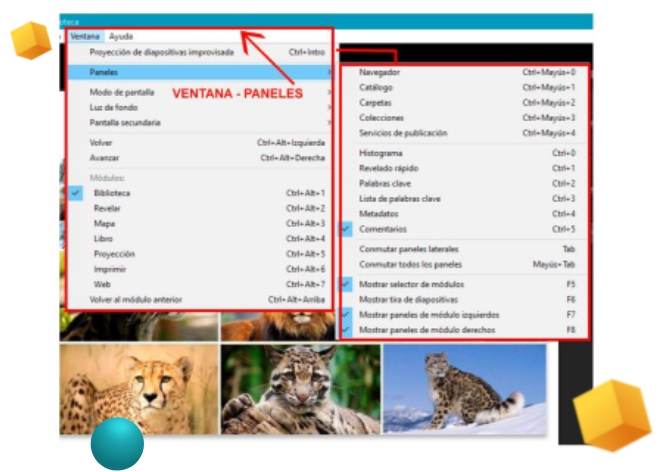 oteca
Ventana Ayuda
Proyección de diapositivas improvisada Ctrl+Intro
Paneles
Modo de pantalla
Luz de fondo
Pantalla secundaria
Volver Ctrl+Alt+Izquierda
Avanzar Ctrl+Alt+Derecha
Módulos:
Biblioteca Ctrl+Alt+1
Revelar Ctrl+Alt+2
Mapa Ctrl+Alt+3
Libro Ctrl+Alt+4
Proyección Ctrl+Alt+5
Imprimir Ctrl+Alt+6
Web Ctrl+Alt+7
Volver al módulo anterior Ctrl+Alt+Arriba
VENTANA - PANELES
Navegador Ctrl+Mayús+0
Catálogo Ctrl+Mayús+1
Carpetas Ctrl+Mayús+2
Colecciones Ctrl+Mayús+3
Servicios de publicación Ctrl+Mayús+4
Histograma Ctrl+0
Revelado rápido Ctrl+1
Palabras clave Ctrl+2
Lista de palabras clave Ctrl+3
Metadatos Ctrl+4
Comentarios Ctrl+5
Conmutar paneles laterales Tab
Conmutar todos los paneles Mayús+Tab
Mostrar selector de módulos F5
Mostrar tira de diapositivas F6
Mostrar paneles de módulo izquierdos F7
Mostrar paneles de módulo derechos F8